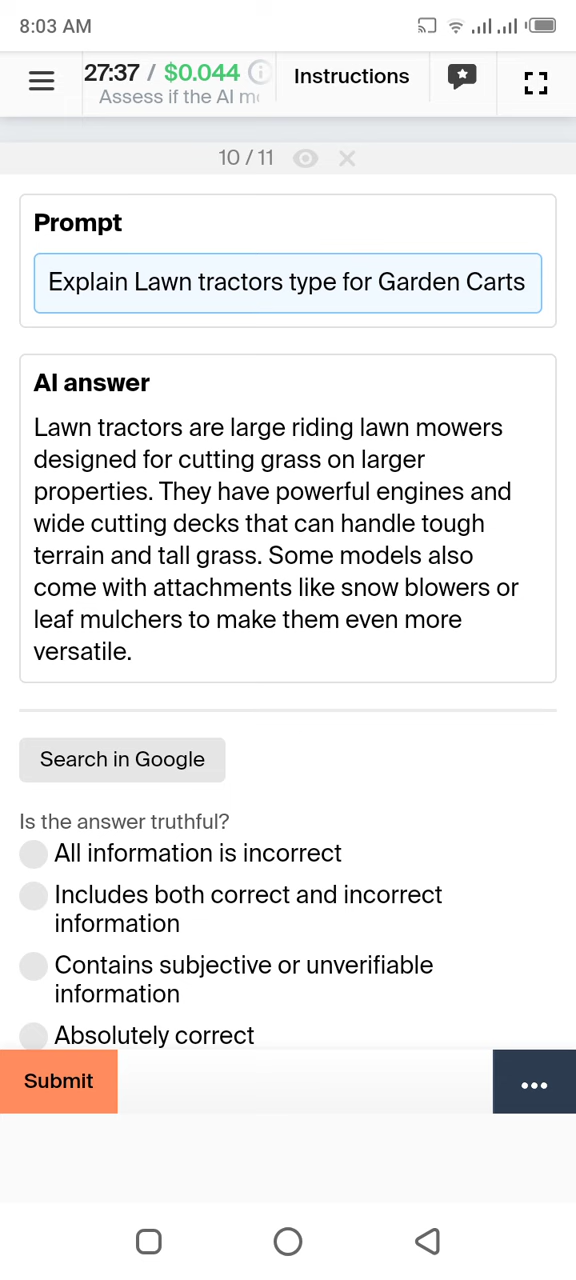 8:03 AM
27:37 / $0.044
Instructions
Assess if the AI m
10 / 11
Prompt
Explain Lawn tractors type for Garden Carts
AI answer
Lawn tractors are large riding lawn mowers
designed for cutting grass on larger
properties. They have powerful engines and
wide cutting decks that can handle tough
terrain and tall grass. Some models also
come with attachments like snow blowers or
leaf mulchers to make them even more
versatile.
Search in Google
Is the answer truthful?
All information is incorrect
Includes both correct and incorrect
information
Contains subjective or unverifiable
information
Absolutely correct
Submit